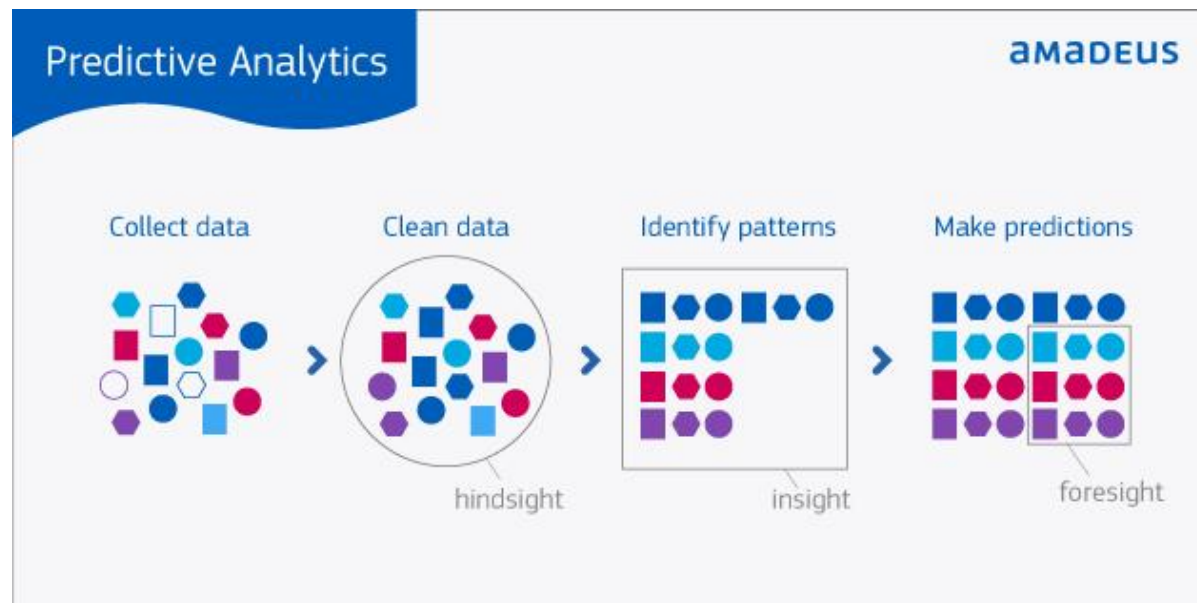 Predictive Analytics
amadeus
Collect data
Clean data
Identify patterns
Make predictions
hindsight
insight
foresight